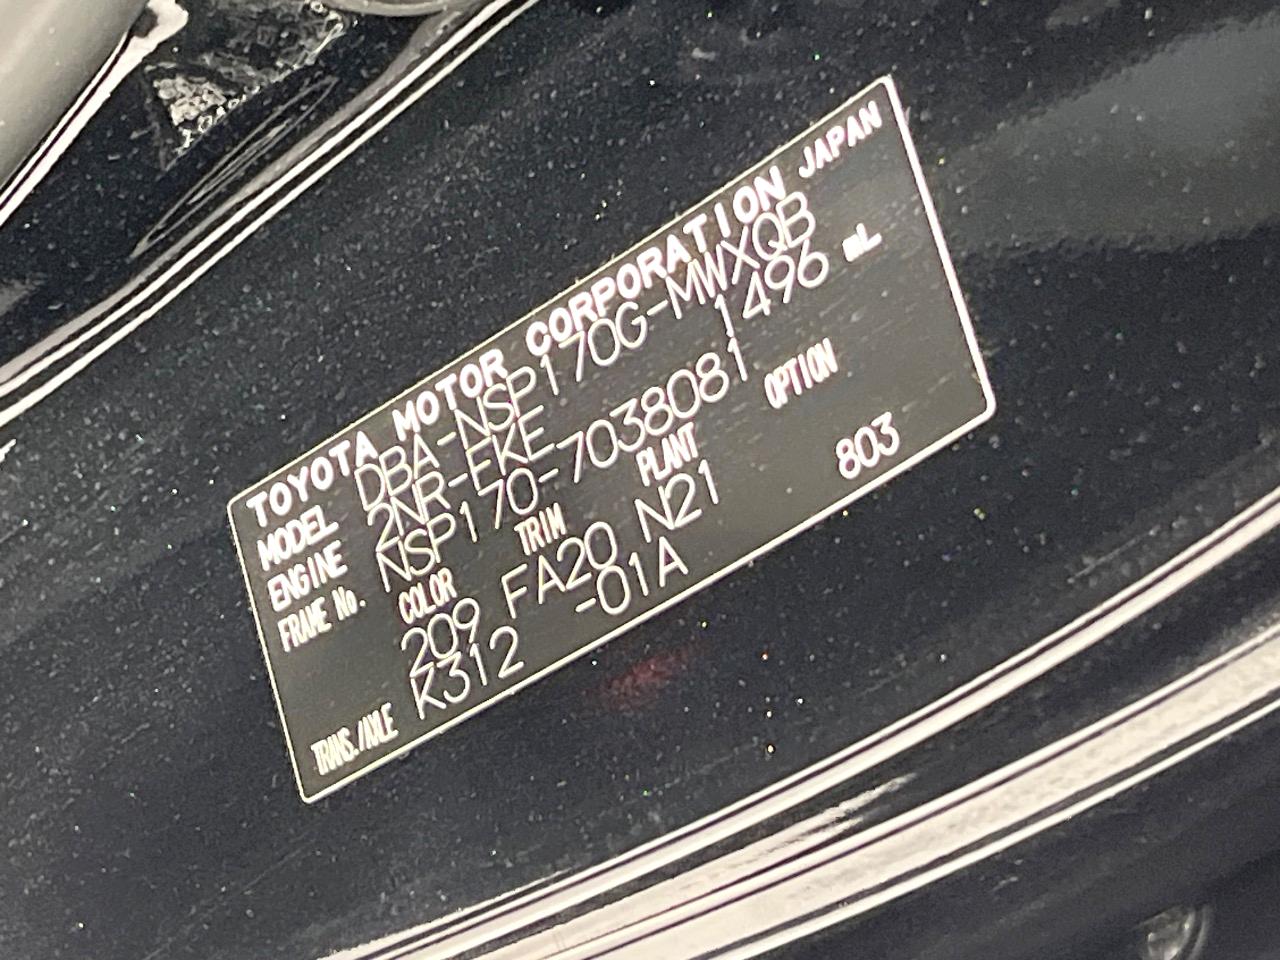 TOYOTA MOTOR CORPORATION JAPAN
MODEL DBA-NSP170G-MWXQB
ENGINE 2NR-FKE 1496 mL
FRAME No. NSP170-7038081
COLOR TRIM PLANT OPTION
209 FA20 N21 803
TRANS./AXLE K312 -01A